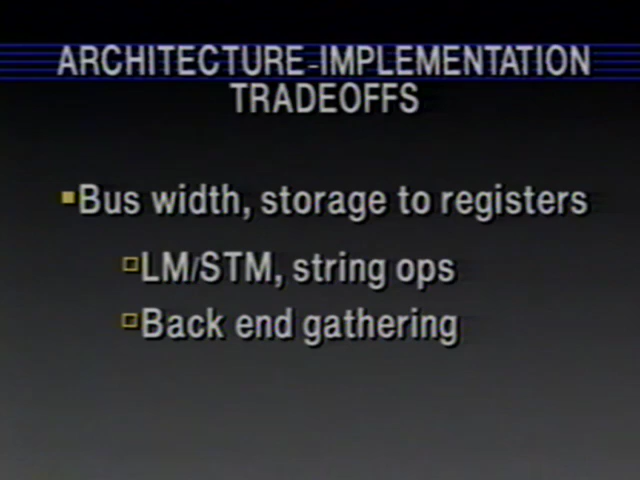 ARCHITECTURE-IMPLEMENTATION
TRADEOFFS
Bus width, storage to registers
LM/STM, string ops
Back end gathering